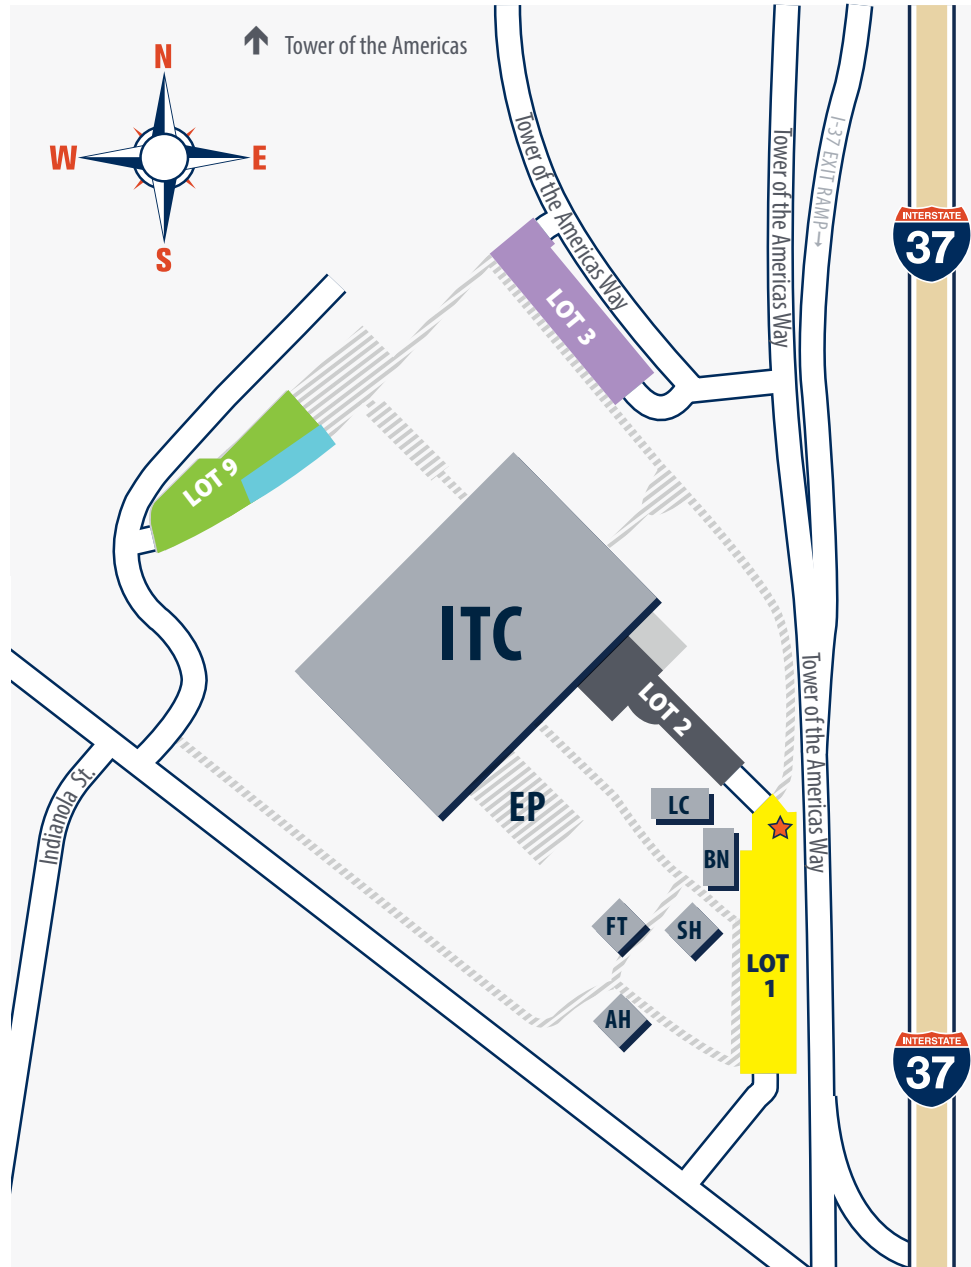 Tower of the Americas
N
W
E
S
Tower of the Americas Way
Tower of the Americas Way
I-37 EXIT RAMP→
INTERSTATE
37
LOT 3
LOT 9
ITC
LOT 2
Tower of the Americas Way
Indianola St.
EP
LC
BN
FT
SH
LOT
1
AH
INTERSTATE
37